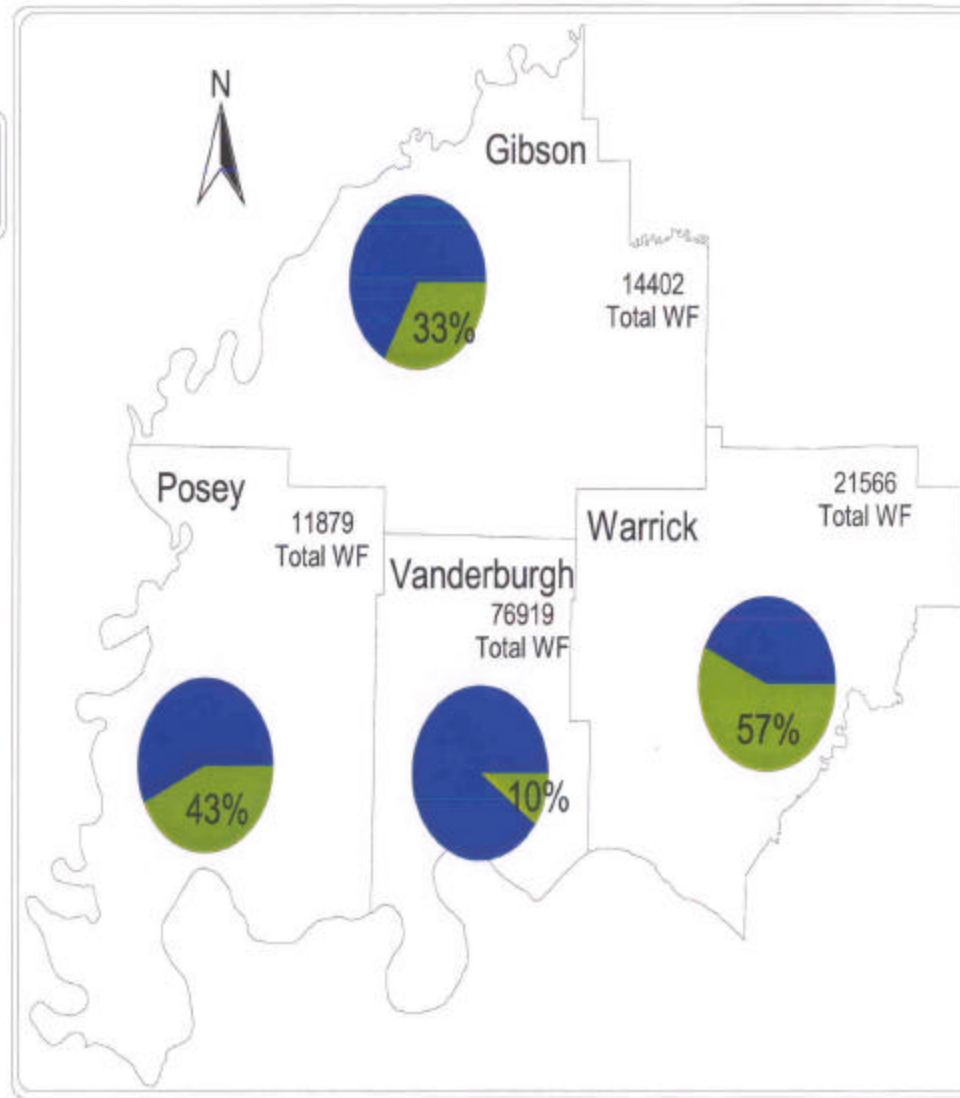 N
Gibson
14402
Total WF
33%
Posey
11879
Total WF
43%
Vanderburgh
76919
Total WF
10%
Warrick
21566
Total WF
57%